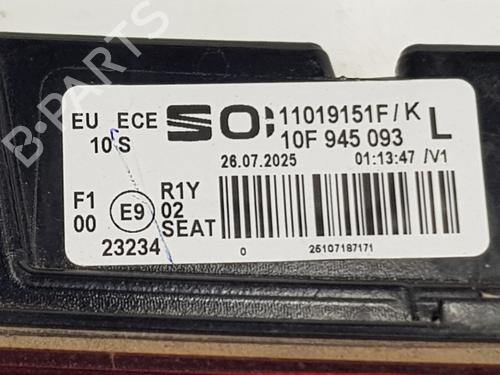 B-PARTS
EU ECE
10 S
SO:
11019151F/K
10F 945 093
L
26.07.2025 01:13:47 /V1
F1
00
E9
R1Y
02
SEAT
23234
0 25107187171